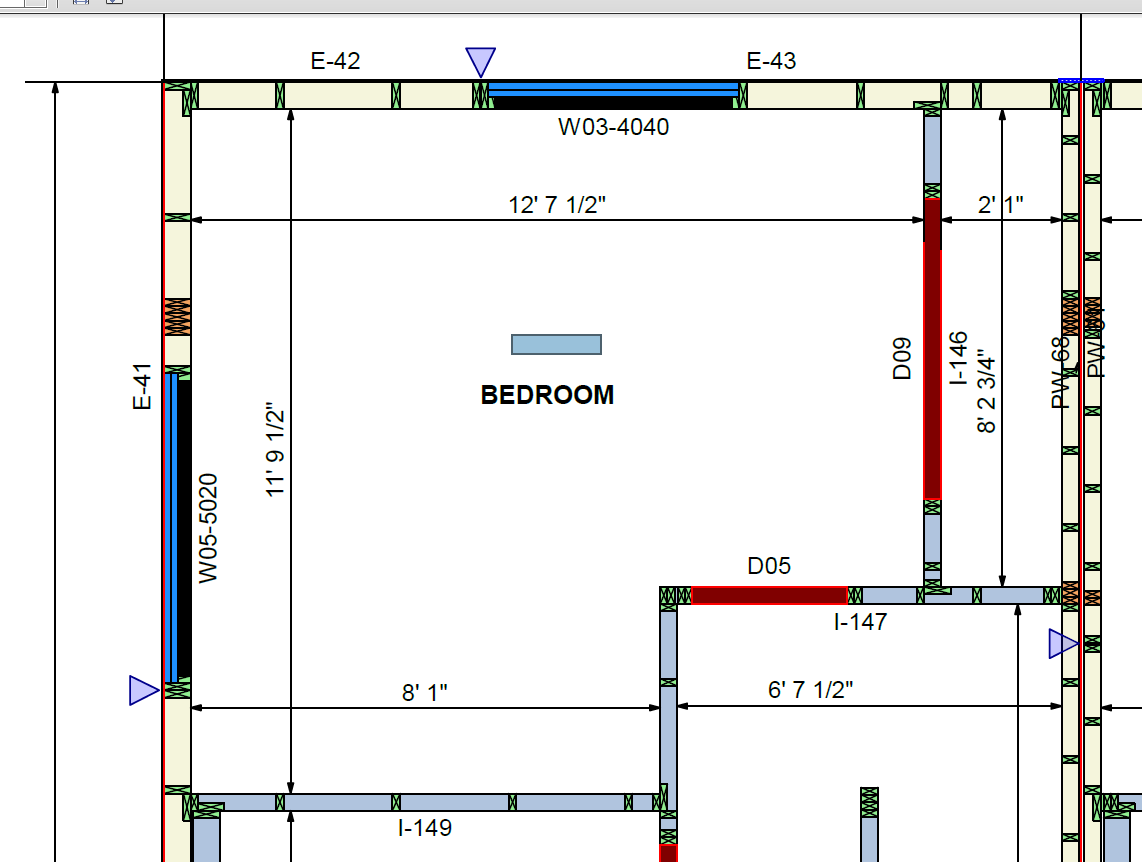 E-42
E-43
W03-4040
12' 7 1/2"
2' 1"
D09
I-146
8' 2 3/4"
PW-68
E-41
BEDROOM
11' 9 1/2"
W05-5020
D05
I-147
8' 1"
6' 7 1/2"
I-149